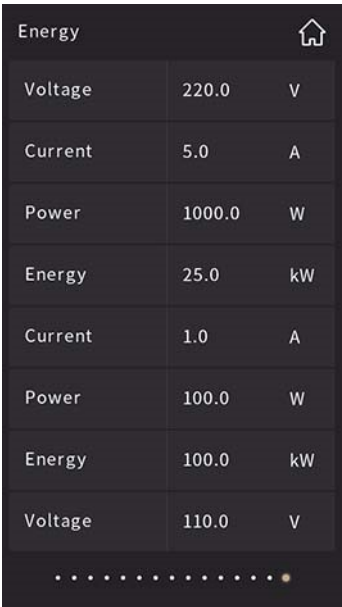 Energy
Voltage 220.0 V
Current 5.0 A
Power 1000.0 W
Energy 25.0 kW
Current 1.0 A
Power 100.0 W
Energy 100.0 kW
Voltage 110.0 V